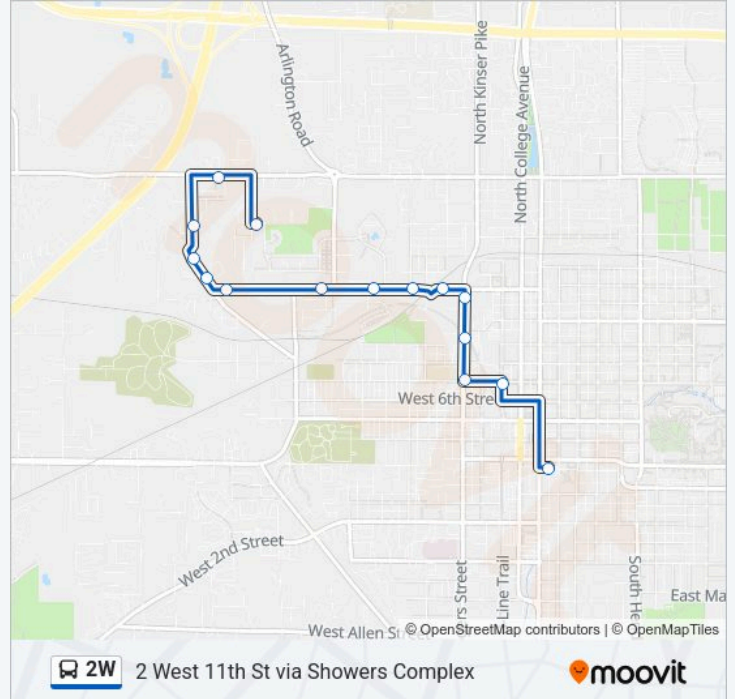 Arlington Road
North Kinser Pike
North College Avenue
West 6th Stre
West 2nd Street
rs Street
Line Trail
South He
East Ma
West Allen S
© OpenStreetMap contributors | © OpenMapTiles
2W 2 West 11th St via Showers Complex
moovit